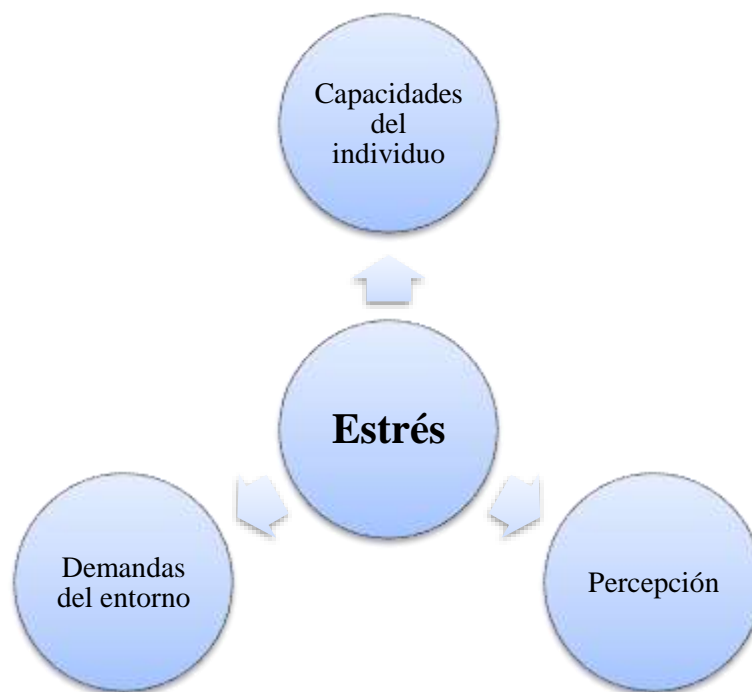 Capacidades
del
individuo
Estrés
Demandas
del entorno
Percepción